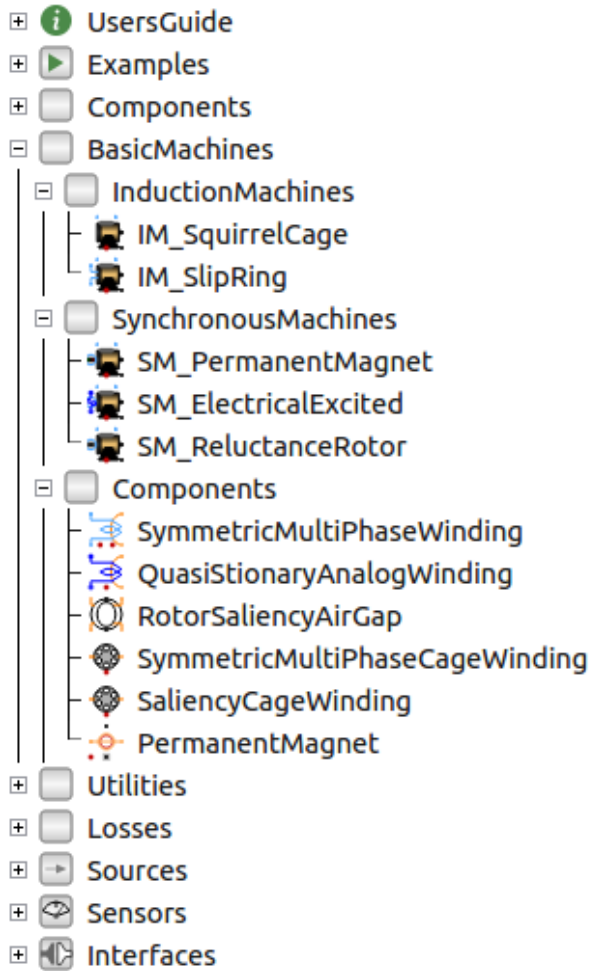 UsersGuide
Examples
Components
BasicMachines
InductionMachines
IM_SquirrelCage
IM_SlipRing
SynchronousMachines
SM_PermanentMagnet
SM_ElectricalExcited
SM_ReluctanceRotor
Components
SymmetricMultiPhaseWinding
QuasiStionaryAnalogWinding
RotorSaliencyAirGap
SymmetricMultiPhaseCageWinding
SaliencyCageWinding
PermanentMagnet
Utilities
Losses
Sources
Sensors
Interfaces